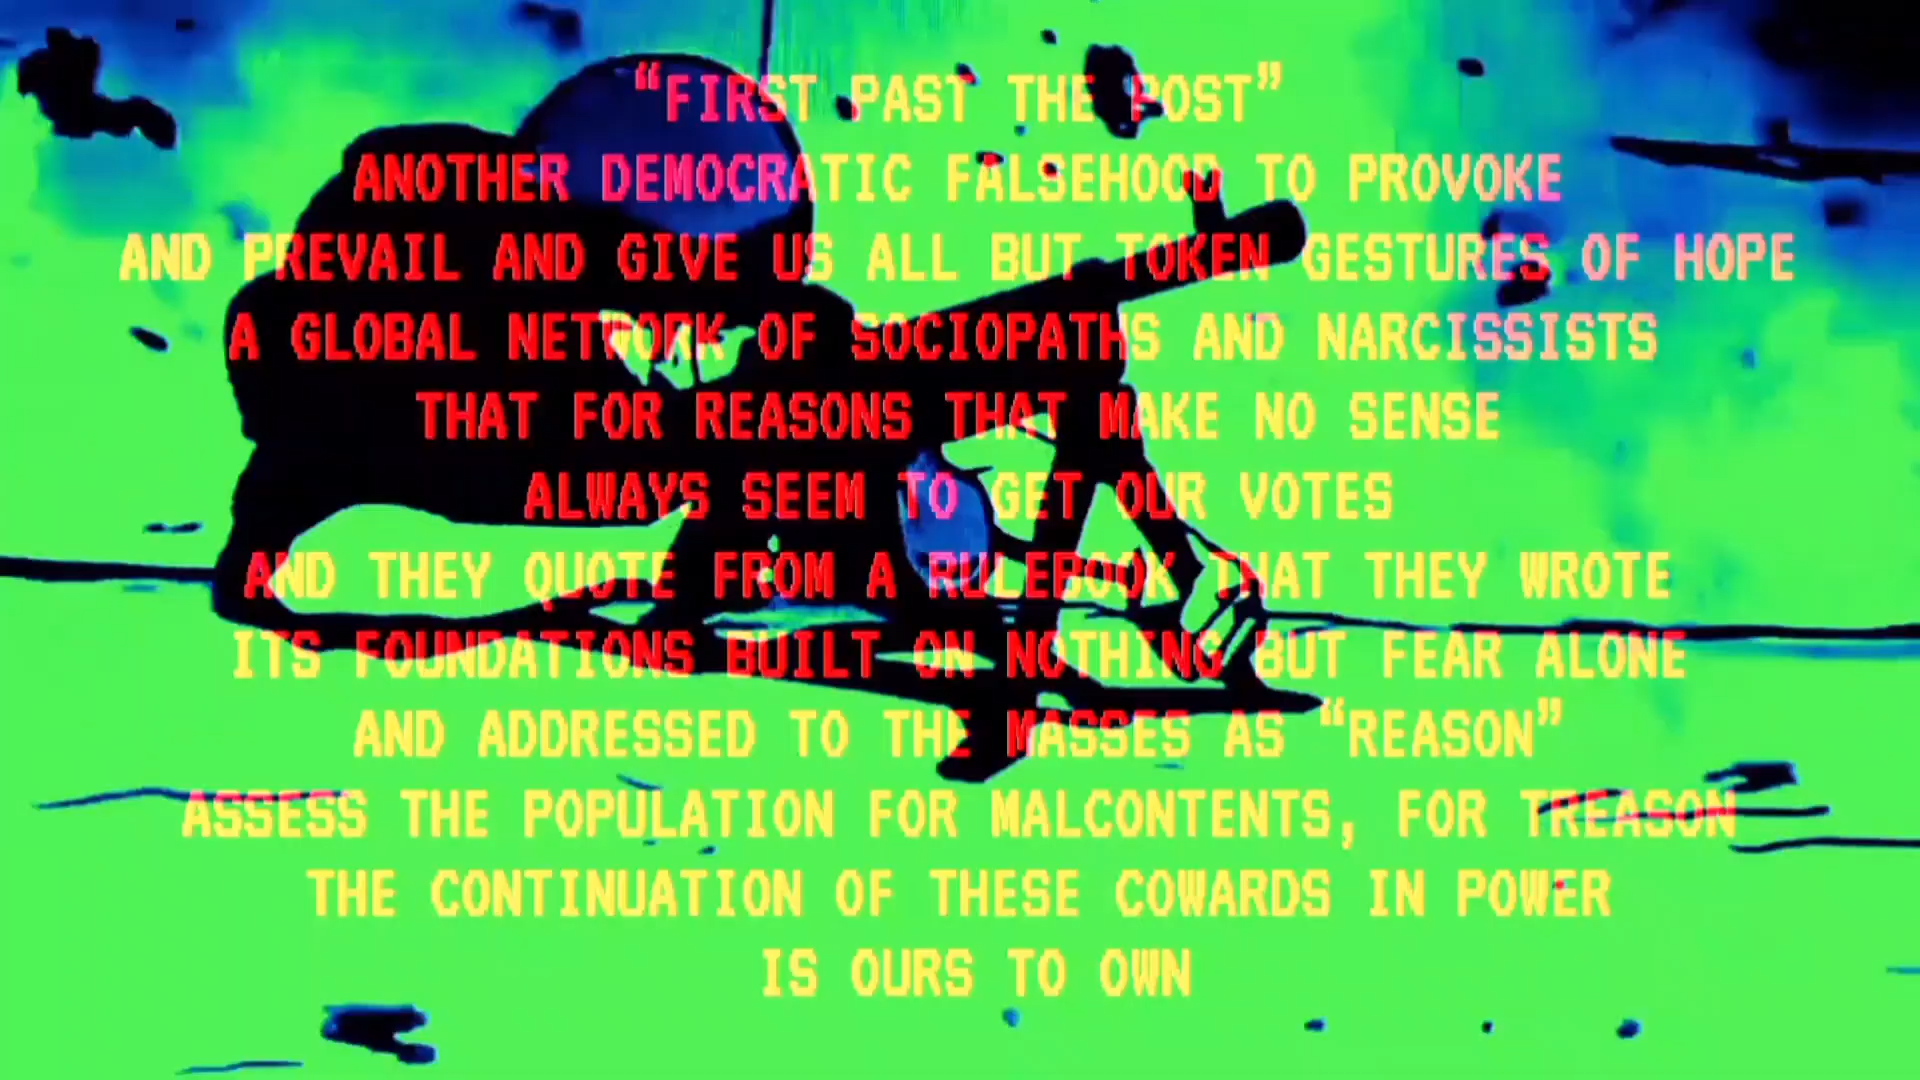 “FIRST PAST THE POST”
ANOTHER DEMOCRATIC FALSEHOOD TO PROVOKE
AND PREVAIL AND GIVE US ALL BUT TOKEN GESTURES OF HOPE
A GLOBAL NETWORK OF SOCIOPATHS AND NARCISSISTS
THAT FOR REASONS THAT MAKE NO SENSE
ALWAYS SEEM TO GET OUR VOTES
AND THEY QUOTE FROM A RULEBOOK THAT THEY WROTE
ITS FOUNDATIONS BUILT ON NOTHING BUT FEAR ALONE
AND ADDRESSED TO THE MASSES AS “REASON”
ASSESS THE POPULATION FOR MALCONTENTS, FOR TREASON
THE CONTINUATION OF THESE COWARDS IN POWER
IS OURS TO OWN